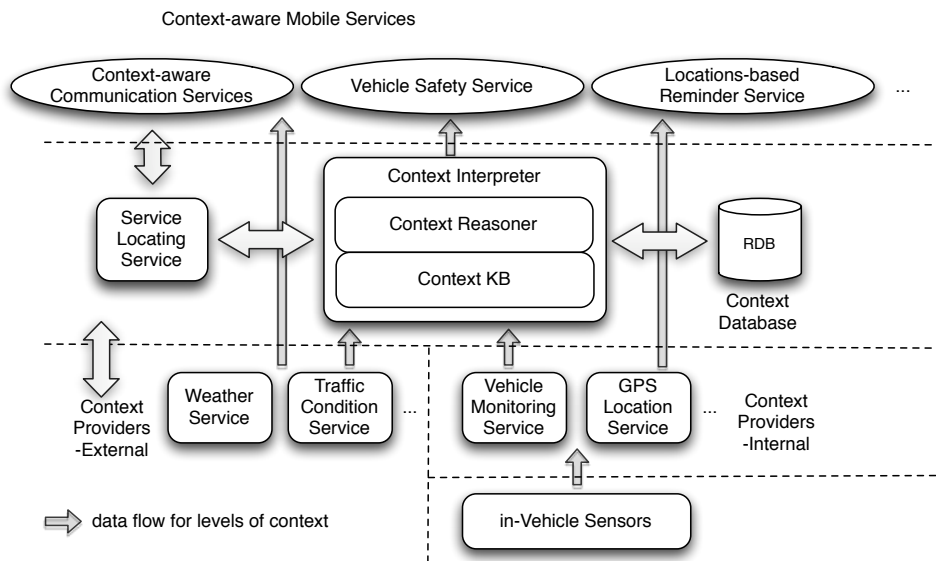 Context-aware Mobile Services
Context-aware
Communication Services
Vehicle Safety Service
Locations-based
Reminder Service
...
Context Interpreter
Service
Locating
Service
Context Reasoner
Context KB
RDB
Context
Database
Context
Providers
-External
Weather
Service
Traffic
Condition
Service
...
Vehicle
Monitoring
Service
GPS
Location
Service
...
Context
Providers
-Internal
data flow for levels of context
in-Vehicle Sensors